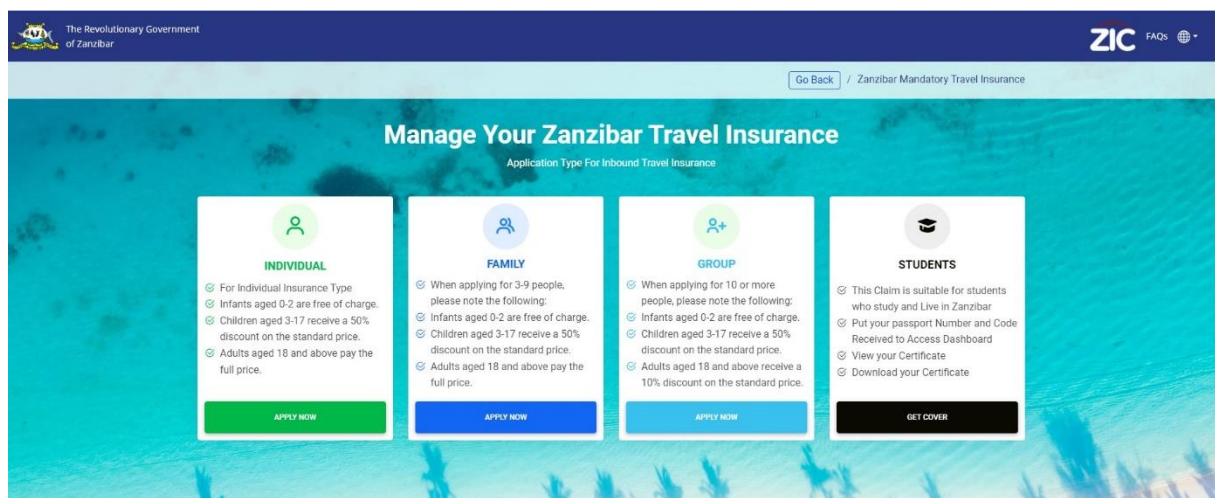 The Revolutionary Government
of Zanzibar
ZIC
FAQs
Go Back / Zanzibar Mandatory Travel Insurance
Manage Your Zanzibar Travel Insurance
Application Type For Inbound Travel Insurance
INDIVIDUAL
For Individual Insurance Type
Infants aged 0-2 are free of charge.
Children aged 3-17 receive a 50%
discount on the standard price.
Adults aged 18 and above pay the
full price.
APPLY NOW
FAMILY
When applying for 3-9 people,
please note the following:
Infants aged 0-2 are free of charge.
Children aged 3-17 receive a 50%
discount on the standard price.
Adults aged 18 and above pay the
full price.
APPLY NOW
GROUP
When applying for 10 or more
people, please note the following:
Infants aged 0-2 are free of charge.
Children aged 3-17 receive a 50%
discount on the standard price.
Adults aged 18 and above receive a
10% discount on the standard price.
APPLY NOW
STUDENTS
This Claim is suitable for students
who study and Live in Zanzibar
Put your passport Number and Code
Received to Access Dashboard
View your Certificate
Download your Certificate
GET COVER